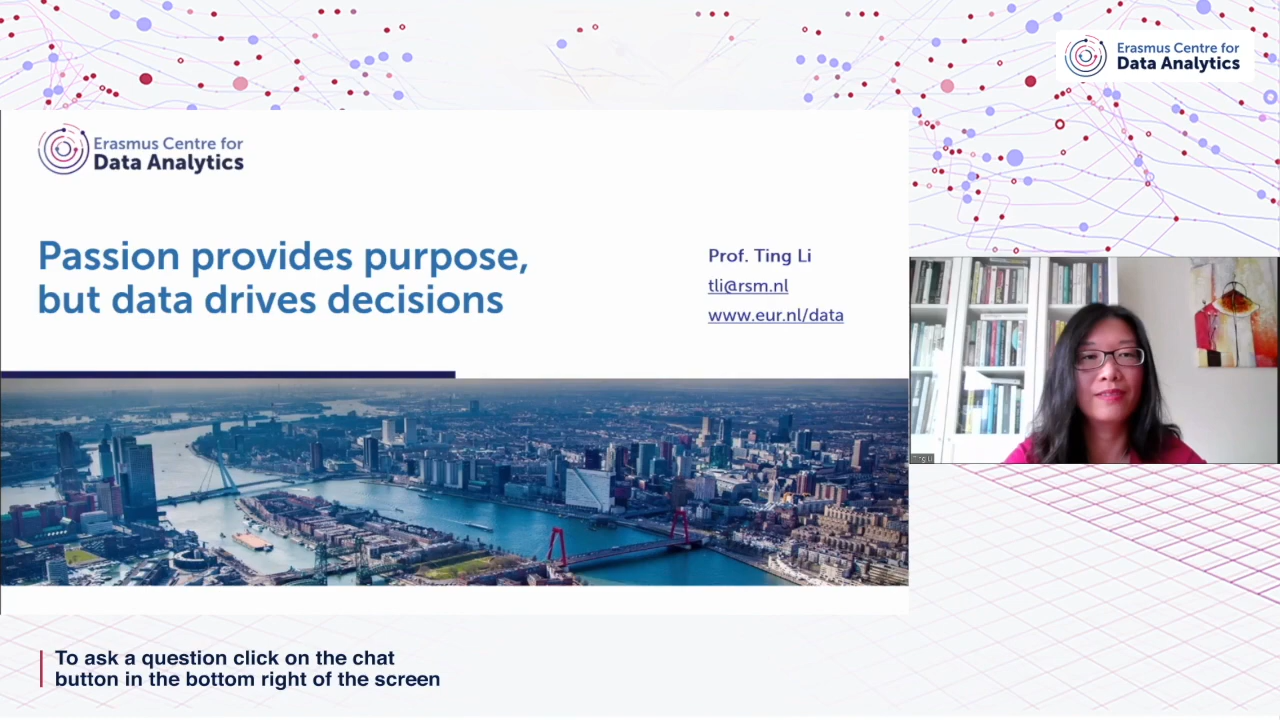 Erasmus Centre for
Data Analytics
Erasmus Centre for
Data Analytics
Passion provides purpose,
but data drives decisions
Prof. Ting Li
tli@rsm.nl
www.eur.nl/data
Ting Li
To ask a question click on the chat
button in the bottom right of the screen